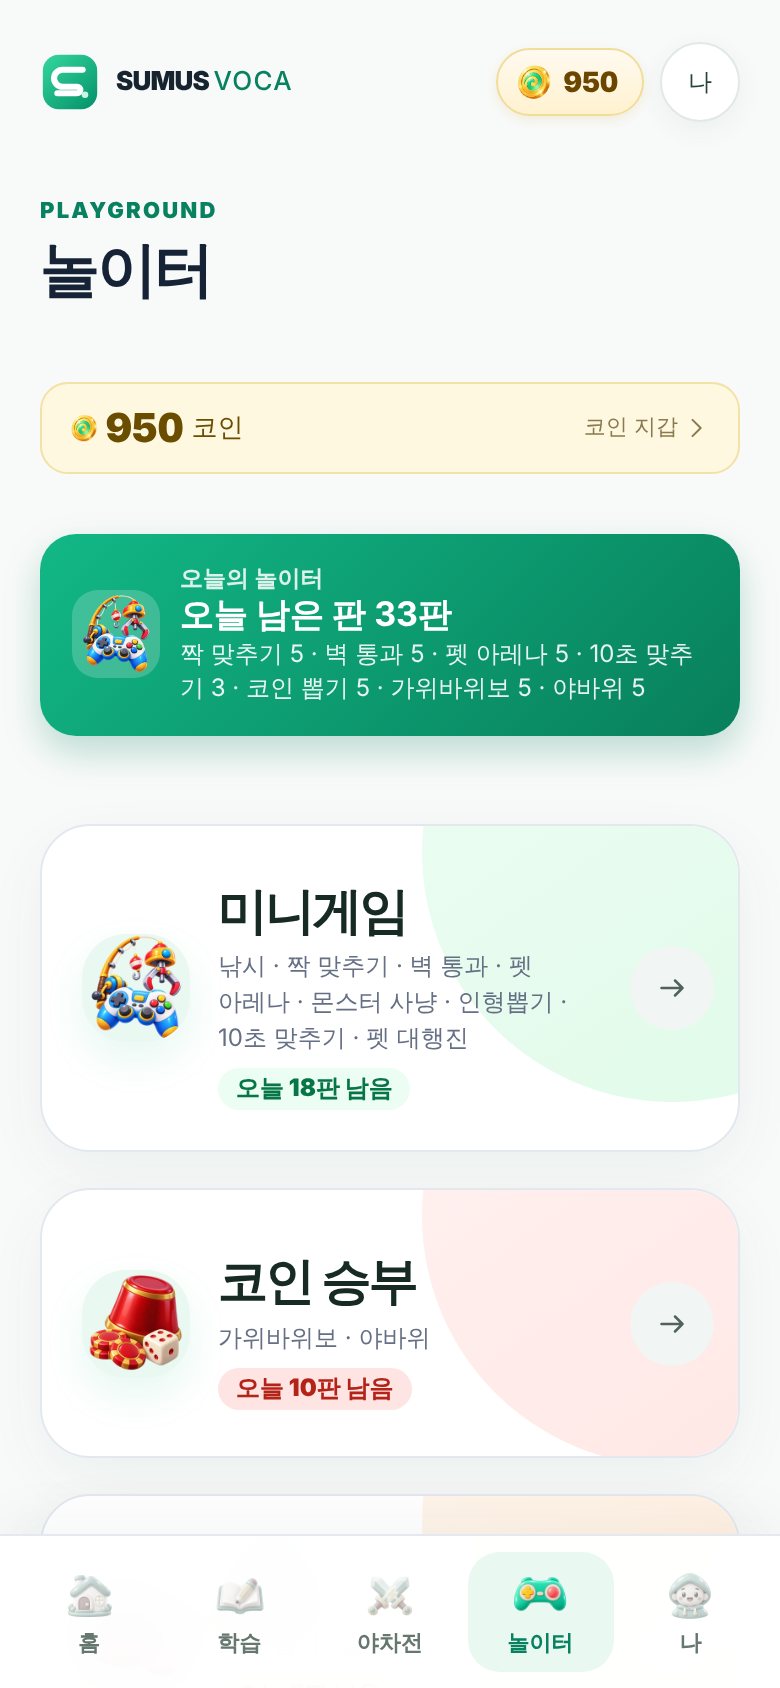 SUMUS VOCA
950
나
PLAYGROUND
놀이터
950 코인
코인 지갑
오늘의 놀이터
오늘 남은 판 33판
짝 맞추기 5 · 벽 통과 5 · 펫 아레나 5 · 10초 맞추
기 3 · 코인 뽑기 5 · 가위바위보 5 · 야바위 5
미니게임
낚시 · 짝 맞추기 · 벽 통과 · 펫
아레나 · 몬스터 사냥 · 인형뽑기 ·
10초 맞추기 · 펫 대행진
오늘 18판 남음
코인 승부
가위바위보 · 야바위
오늘 10판 남음
홈
학습
야차전
놀이터
나